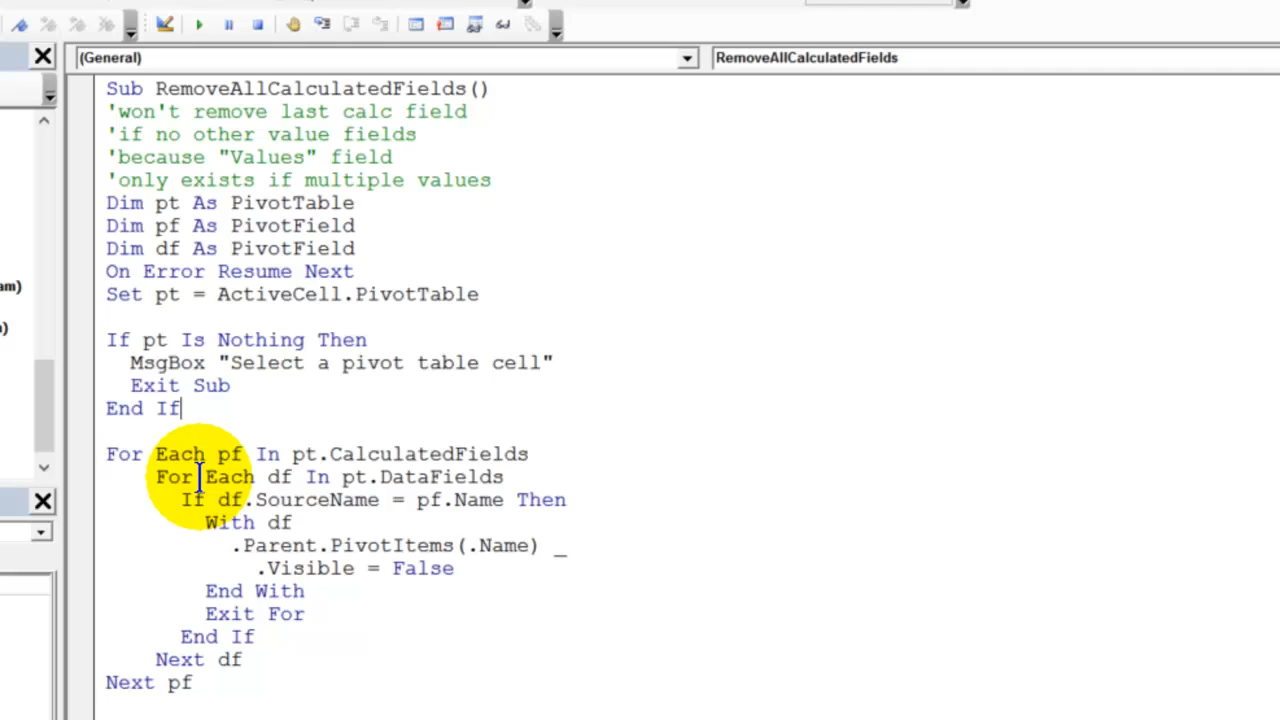 (General)
RemoveAllCalculatedFields
am)
)
Sub RemoveAllCalculatedFields()
'won't remove last calc field
'if no other value fields
'because "Values" field
'only exists if multiple values
Dim pt As PivotTable
Dim pf As PivotField
Dim df As PivotField
On Error Resume Next
Set pt = ActiveCell.PivotTable
If pt Is Nothing Then
MsgBox "Select a pivot table cell"
Exit Sub
End If
For Each pf In pt.CalculatedFields
For Each df In pt.DataFields
If df.SourceName = pf.Name Then
With df
.Parent.PivotItems(.Name) _
.Visible = False
End With
Exit For
End If
Next df
Next pf